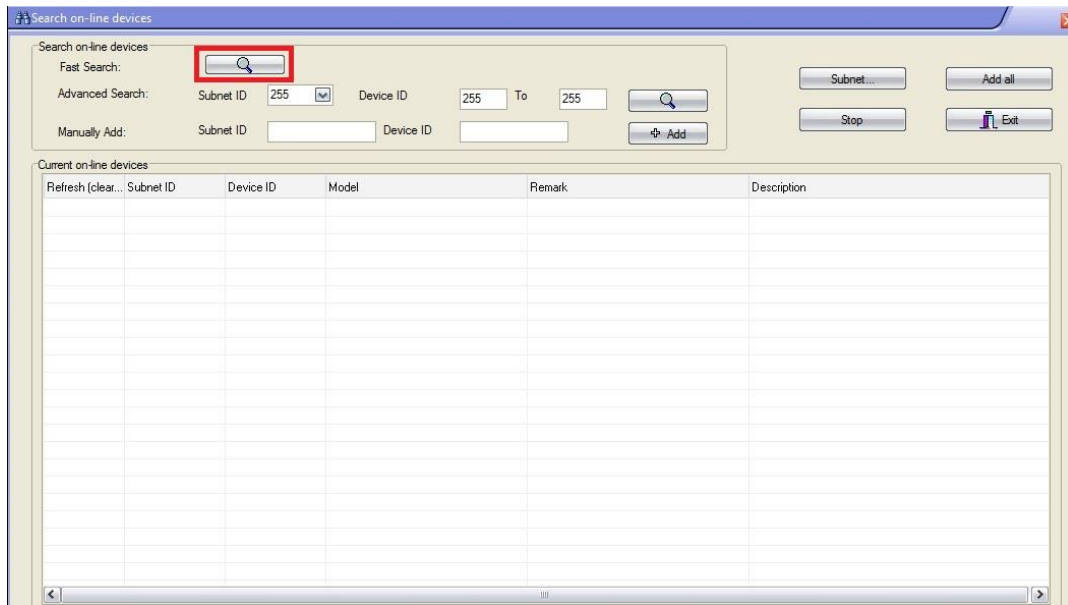 Search on-line devices
Search on-line devices
Fast Search:
Subnet... Add all
Advanced Search: Subnet ID 255 Device ID 255 To 255
Stop Exit
Manually Add: Subnet ID Device ID Add
Current on-line devices
Refresh (clear... Subnet ID Device ID Model Remark Description